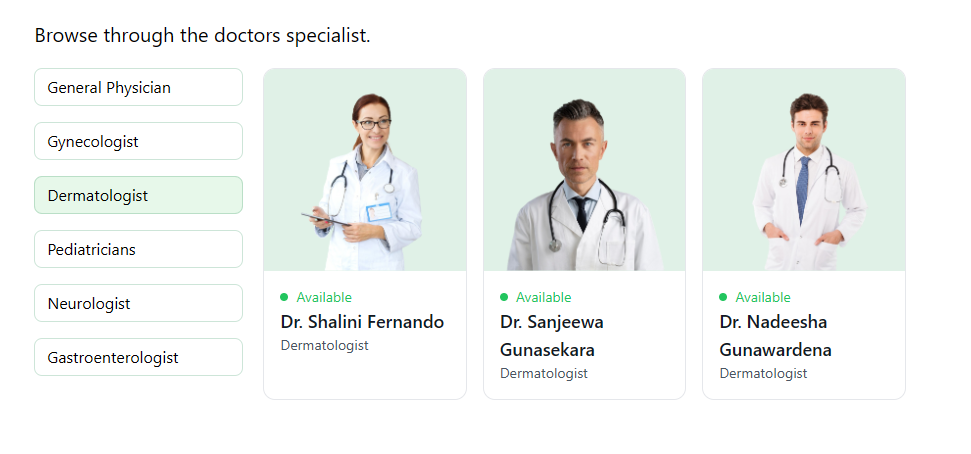 Browse through the doctors specialist.
General Physician
Gynecologist
Dermatologist
Pediatricians
Neurologist
Gastroenterologist
Available
Dr. Shalini Fernando
Dermatologist
Available
Dr. Sanjeewa
Gunasekara
Dermatologist
Available
Dr. Nadeesha
Gunawardena
Dermatologist